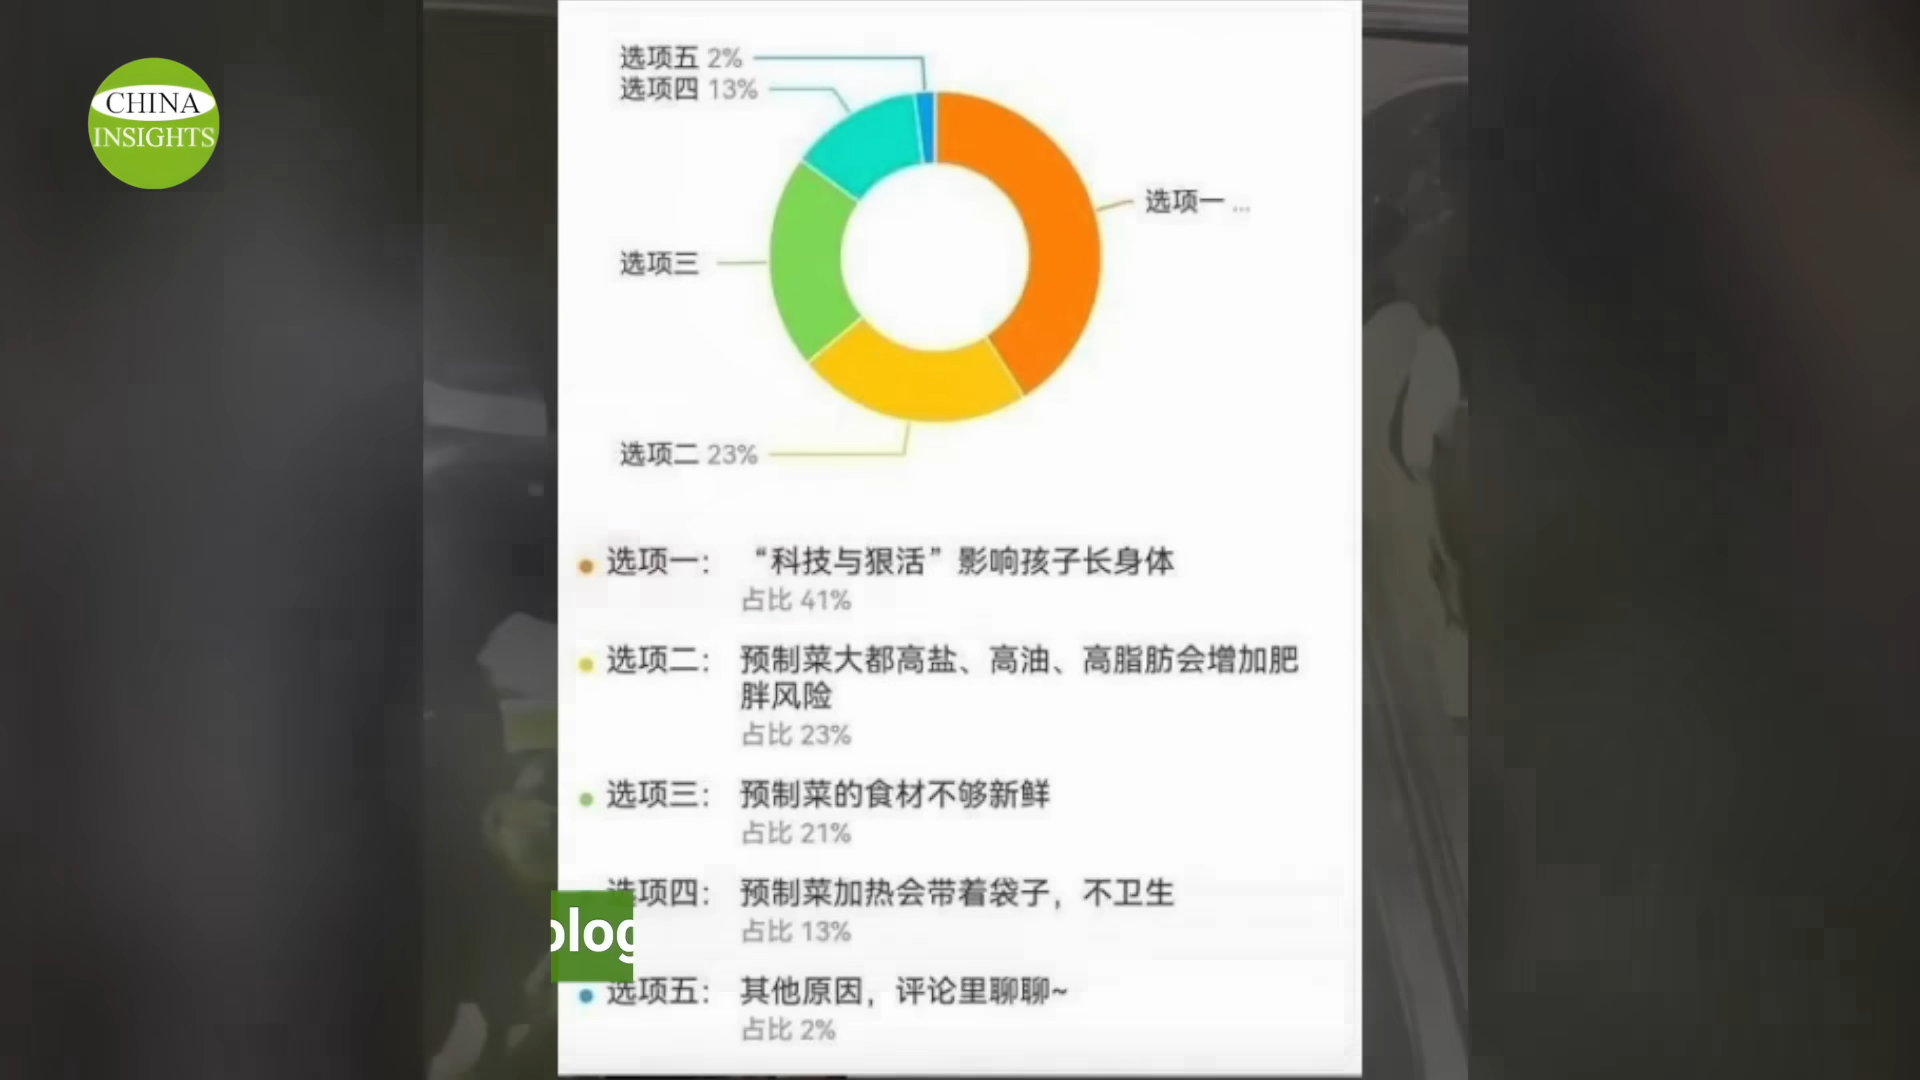 CHINA
INSIGHTS
选项五 2%
选项四 13%
选项一 ...
选项三
选项二 23%
选项一： “科技与狠活”影响孩子长身体
占比 41%
选项二： 预制菜大都高盐、高油、高脂肪会增加肥
胖风险
占比 23%
选项三： 预制菜的食材不够新鲜
占比 21%
选项四： 预制菜加热会带着袋子，不卫生
占比 13%
olog
选项五： 其他原因，评论里聊聊~
占比 2%